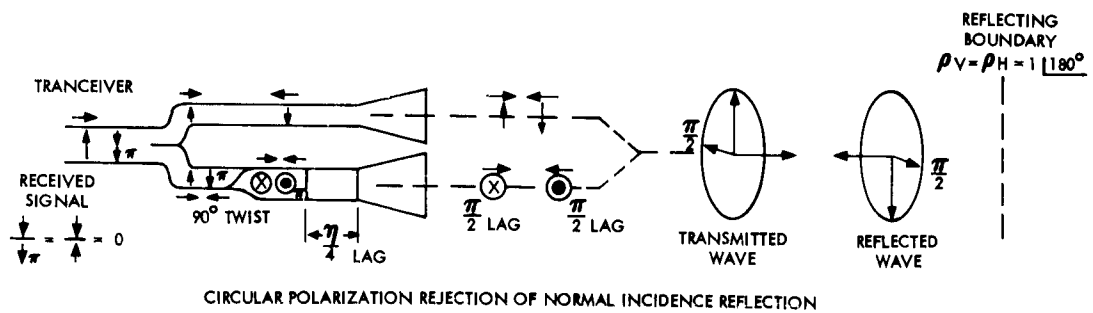 REFLECTING
BOUNDARY
ρV = ρH = 1 |180°
TRANCEIVER
π
π
RECEIVED
SIGNAL
π = = 0
π
π
90° TWIST
η/4 LAG
π/2 LAG
π/2 LAG
π/2
TRANSMITTED
WAVE
π/2
REFLECTED
WAVE
CIRCULAR POLARIZATION REJECTION OF NORMAL INCIDENCE REFLECTION